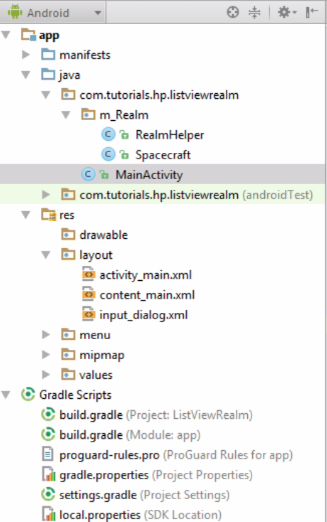 Android
app
manifests
java
com.tutorials.hp.listviewrealm
m_Realm
RealmHelper
Spacecraft
MainActivity
com.tutorials.hp.listviewrealm (androidTest)
res
drawable
layout
activity_main.xml
content_main.xml
input_dialog.xml
menu
mipmap
values
Gradle Scripts
build.gradle (Project: ListViewRealm)
build.gradle (Module: app)
proguard-rules.pro (ProGuard Rules for app)
gradle.properties (Project Properties)
settings.gradle (Project Settings)
local.properties (SDK Location)